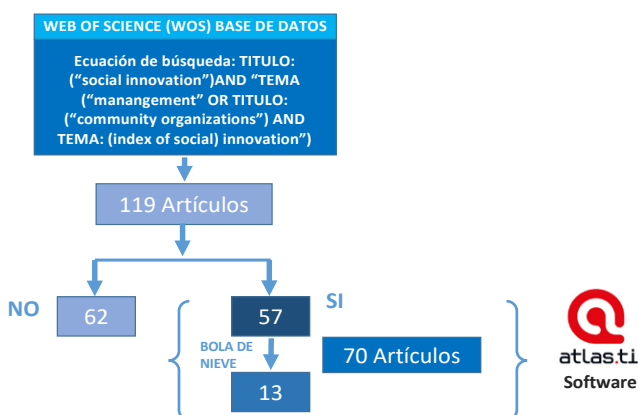 WEB OF SCIENCE (WOS) BASE DE DATOS
Ecuación de búsqueda: TITULO:
(“social innovation”)AND “TEMA
(“manangement” OR TITULO:
(“community organizations”) AND
TEMA: (index of social) innovation”)
119 Artículos
NO
62
57
SI
BOLA DE
NIEVE
70 Artículos
13
atlas.ti
Software